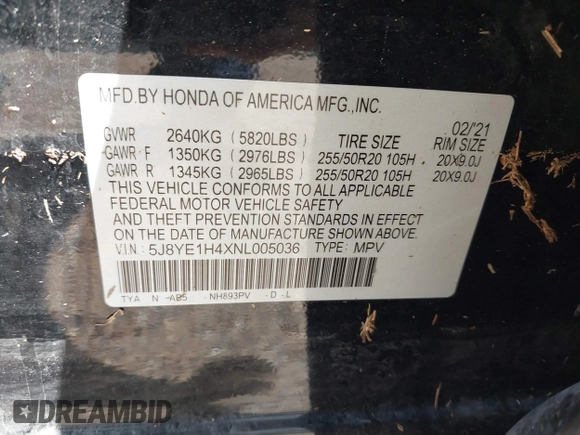 MFD.BY HONDA OF AMERICA MFG.,INC.
02/'21
GVWR 2640KG (5820LBS) TIRE SIZE RIM SIZE
GAWR F 1350KG (2976LBS) 255/50R20 105H 20X9.0J
GAWR R 1345KG (2965LBS) 255/50R20 105H 20X9.0J
THIS VEHICLE CONFORMS TO ALL APPLICABLE
FEDERAL MOTOR VEHICLE SAFETY
AND THEFT PREVENTION STANDARDS IN EFFECT
ON THE DATE OF MANUFACTURE SHOWN ABOVE.
VIN: 5J8YE1H4XNL005036 TYPE: MPV
TYA N -AB5 NH893PV -D-L
DREAMBID